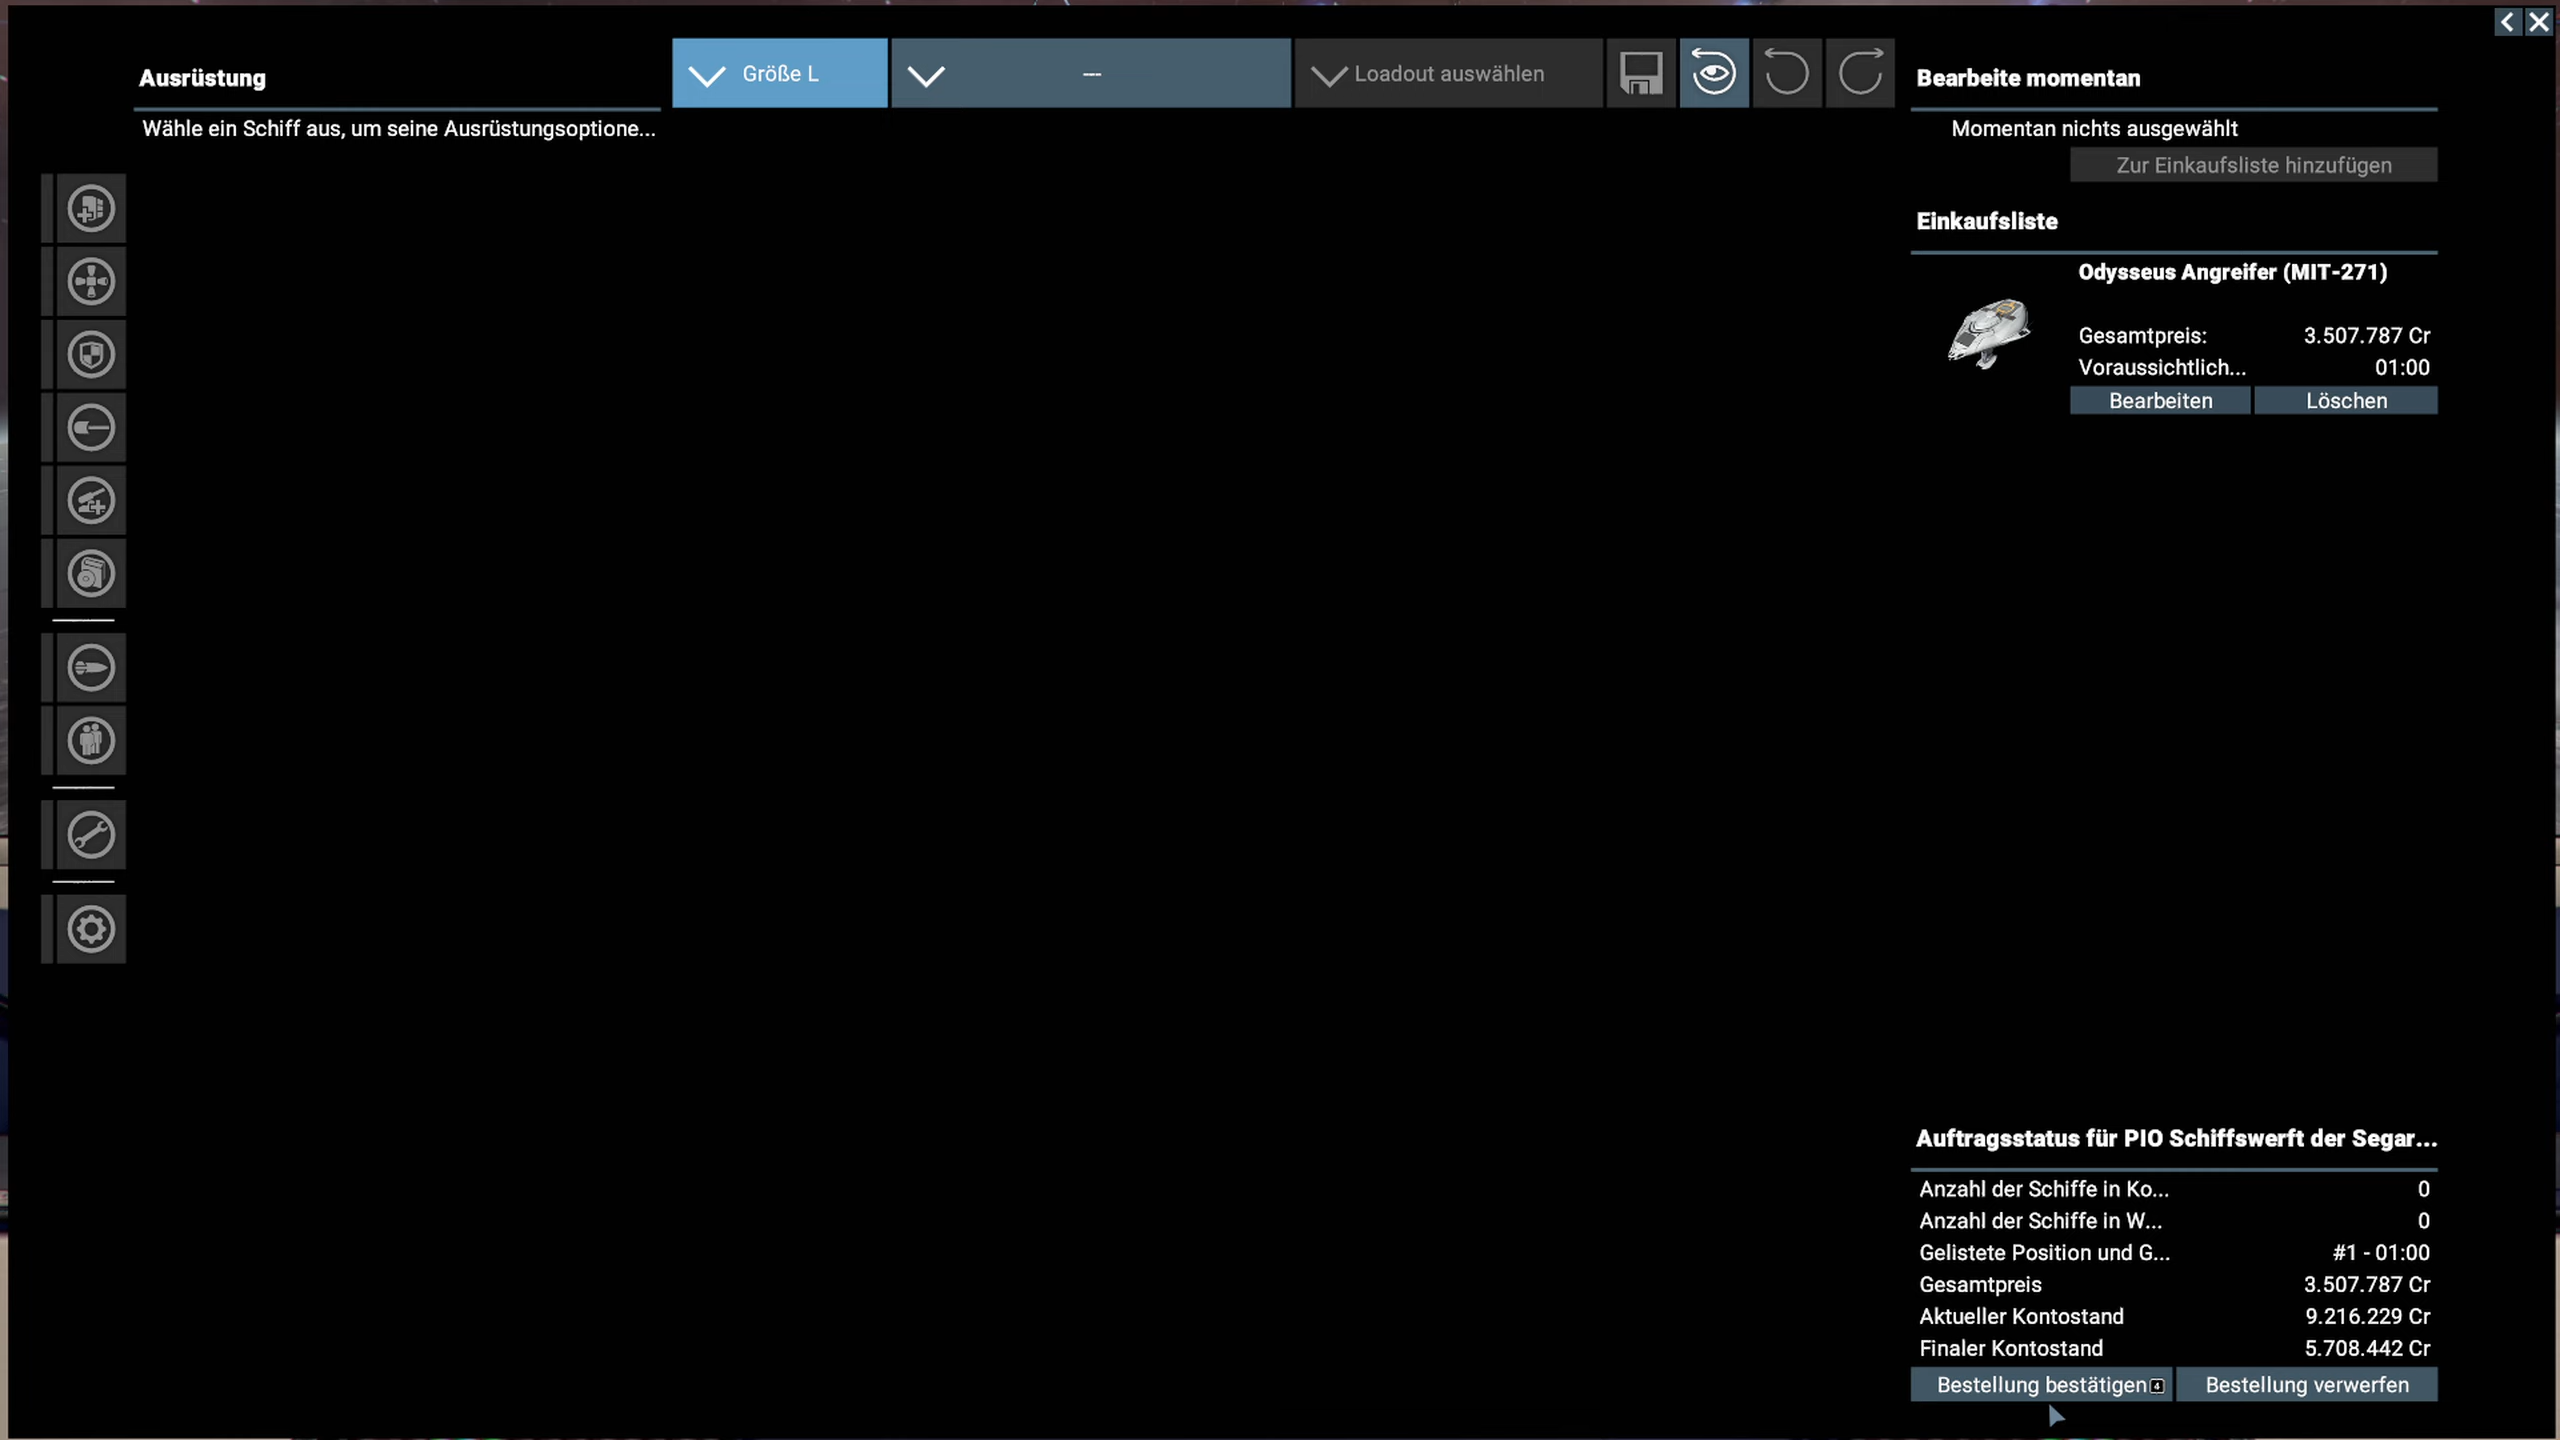 Ausrüstung
Wähle ein Schiff aus, um seine Ausrüstungsoptione...
Größe L
---
Loadout auswählen
Bearbeite momentan
Momentan nichts ausgewählt
Zur Einkaufsliste hinzufügen
Einkaufsliste
Odysseus Angreifer (MIT-271)
Gesamtpreis: 3.507.787 Cr
Voraussichtlich... 01:00
Bearbeiten Löschen
Auftragsstatus für PIO Schiffswerft der Segar...
Anzahl der Schiffe in Ko... 0
Anzahl der Schiffe in W... 0
Gelistete Position und G... #1 - 01:00
Gesamtpreis 3.507.787 Cr
Aktueller Kontostand 9.216.229 Cr
Finaler Kontostand 5.708.442 Cr
Bestellung bestätigen 4 Bestellung verwerfen